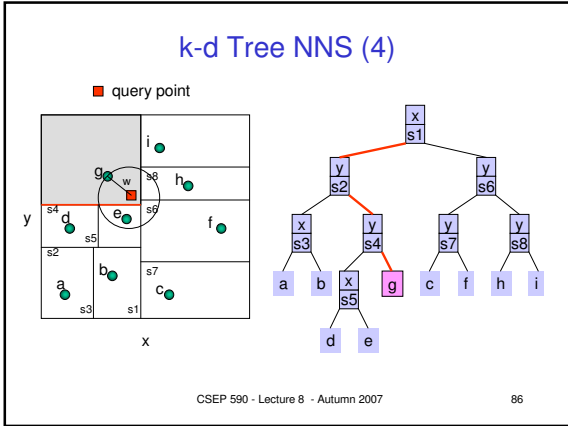 k-d Tree NNS (4)
query point
i
g
w
s8
h
s4
s6
d
e
y
f
s5
s2
s7
b
a
c
s3
s1
x
x
s1
y
s2
y
s6
x
s3
y
s4
y
s7
y
s8
a
b
x
s5
g
c
f
h
i
d
e
CSEP 590 - Lecture 8 - Autumn 2007
86